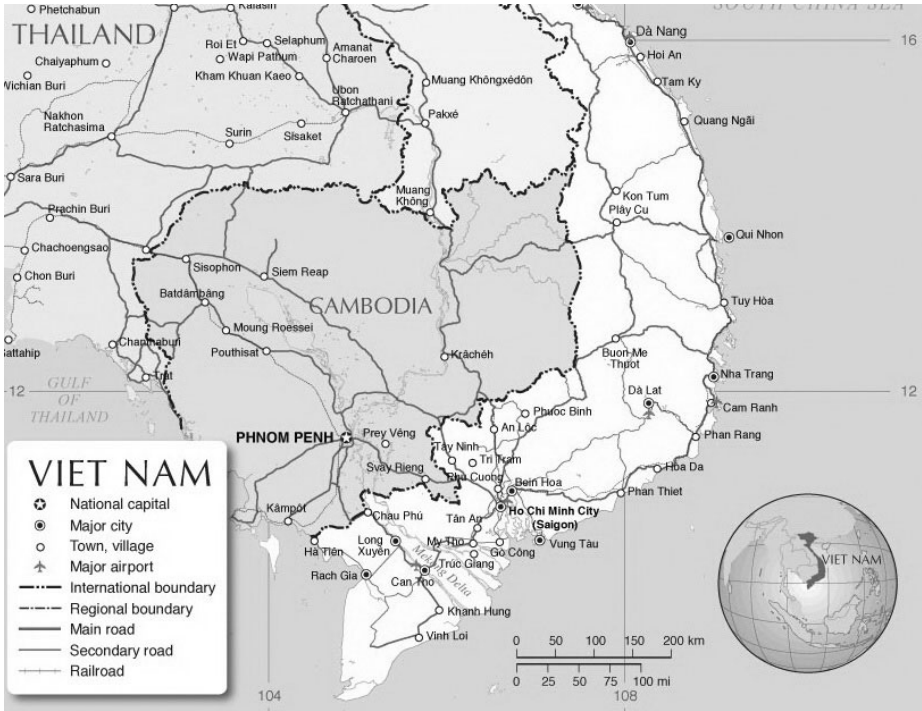 SOUTH CHINA SEA
Phetchabun
Kalasin
THAILAND
Roi Et
Selaphum
Amanat
Charoen
Dà Nang
16
Hoi An
Chaiyaphum
Wapi Pathum
Kham Khuan Kaeo
Wichian Buri
Ubon
Ratchathani
Muang Khôngxédôn
Tam Ky
Nakhon
Ratchasima
Surin
Sisaket
Pakxé
Quang Ngãi
Sara Buri
Muang
Không
Kon Tum
Plây Cu
Prachin Buri
Qui Nhon
Chachoengsao
Sisophon
Siem Reap
Chon Buri
Batdâmbâng
CAMBODIA
Tuy Hòa
Moung Roessei
Chanthaburi
Pouthisat
Krâchéh
Buon Me
Thuot
Sattahip
Trat
Nha Trang
GULF
OF
THAILAND
12
Dà Lat
12
Cam Ranh
Phuoc Binh
An Lôc
PHNOM PENH
Prey Vêng
Tây Ninh
Tri Tram
Phan Rang
Svay Rieng
Phu Cuong
Hoa Da
Bein Hoa
Phan Thiet
Kâmpôt
Chau Phú
Tân An
Ho Chi Minh City
(Saigon)
Hà Tiên
Long
Xuyên
My Tho
Go Công
Vung Tàu
Trúc Giang
Mekong Delta
Rach Gia
Can Tho
Khanh Hung
Vinh Loi
VIET NAM
National capital
Major city
Town, village
Major airport
International boundary
Regional boundary
Main road
Secondary road
Railroad
0 50 100 150 200 km
0 25 50 75 100 mi
VIET NAM
104
108